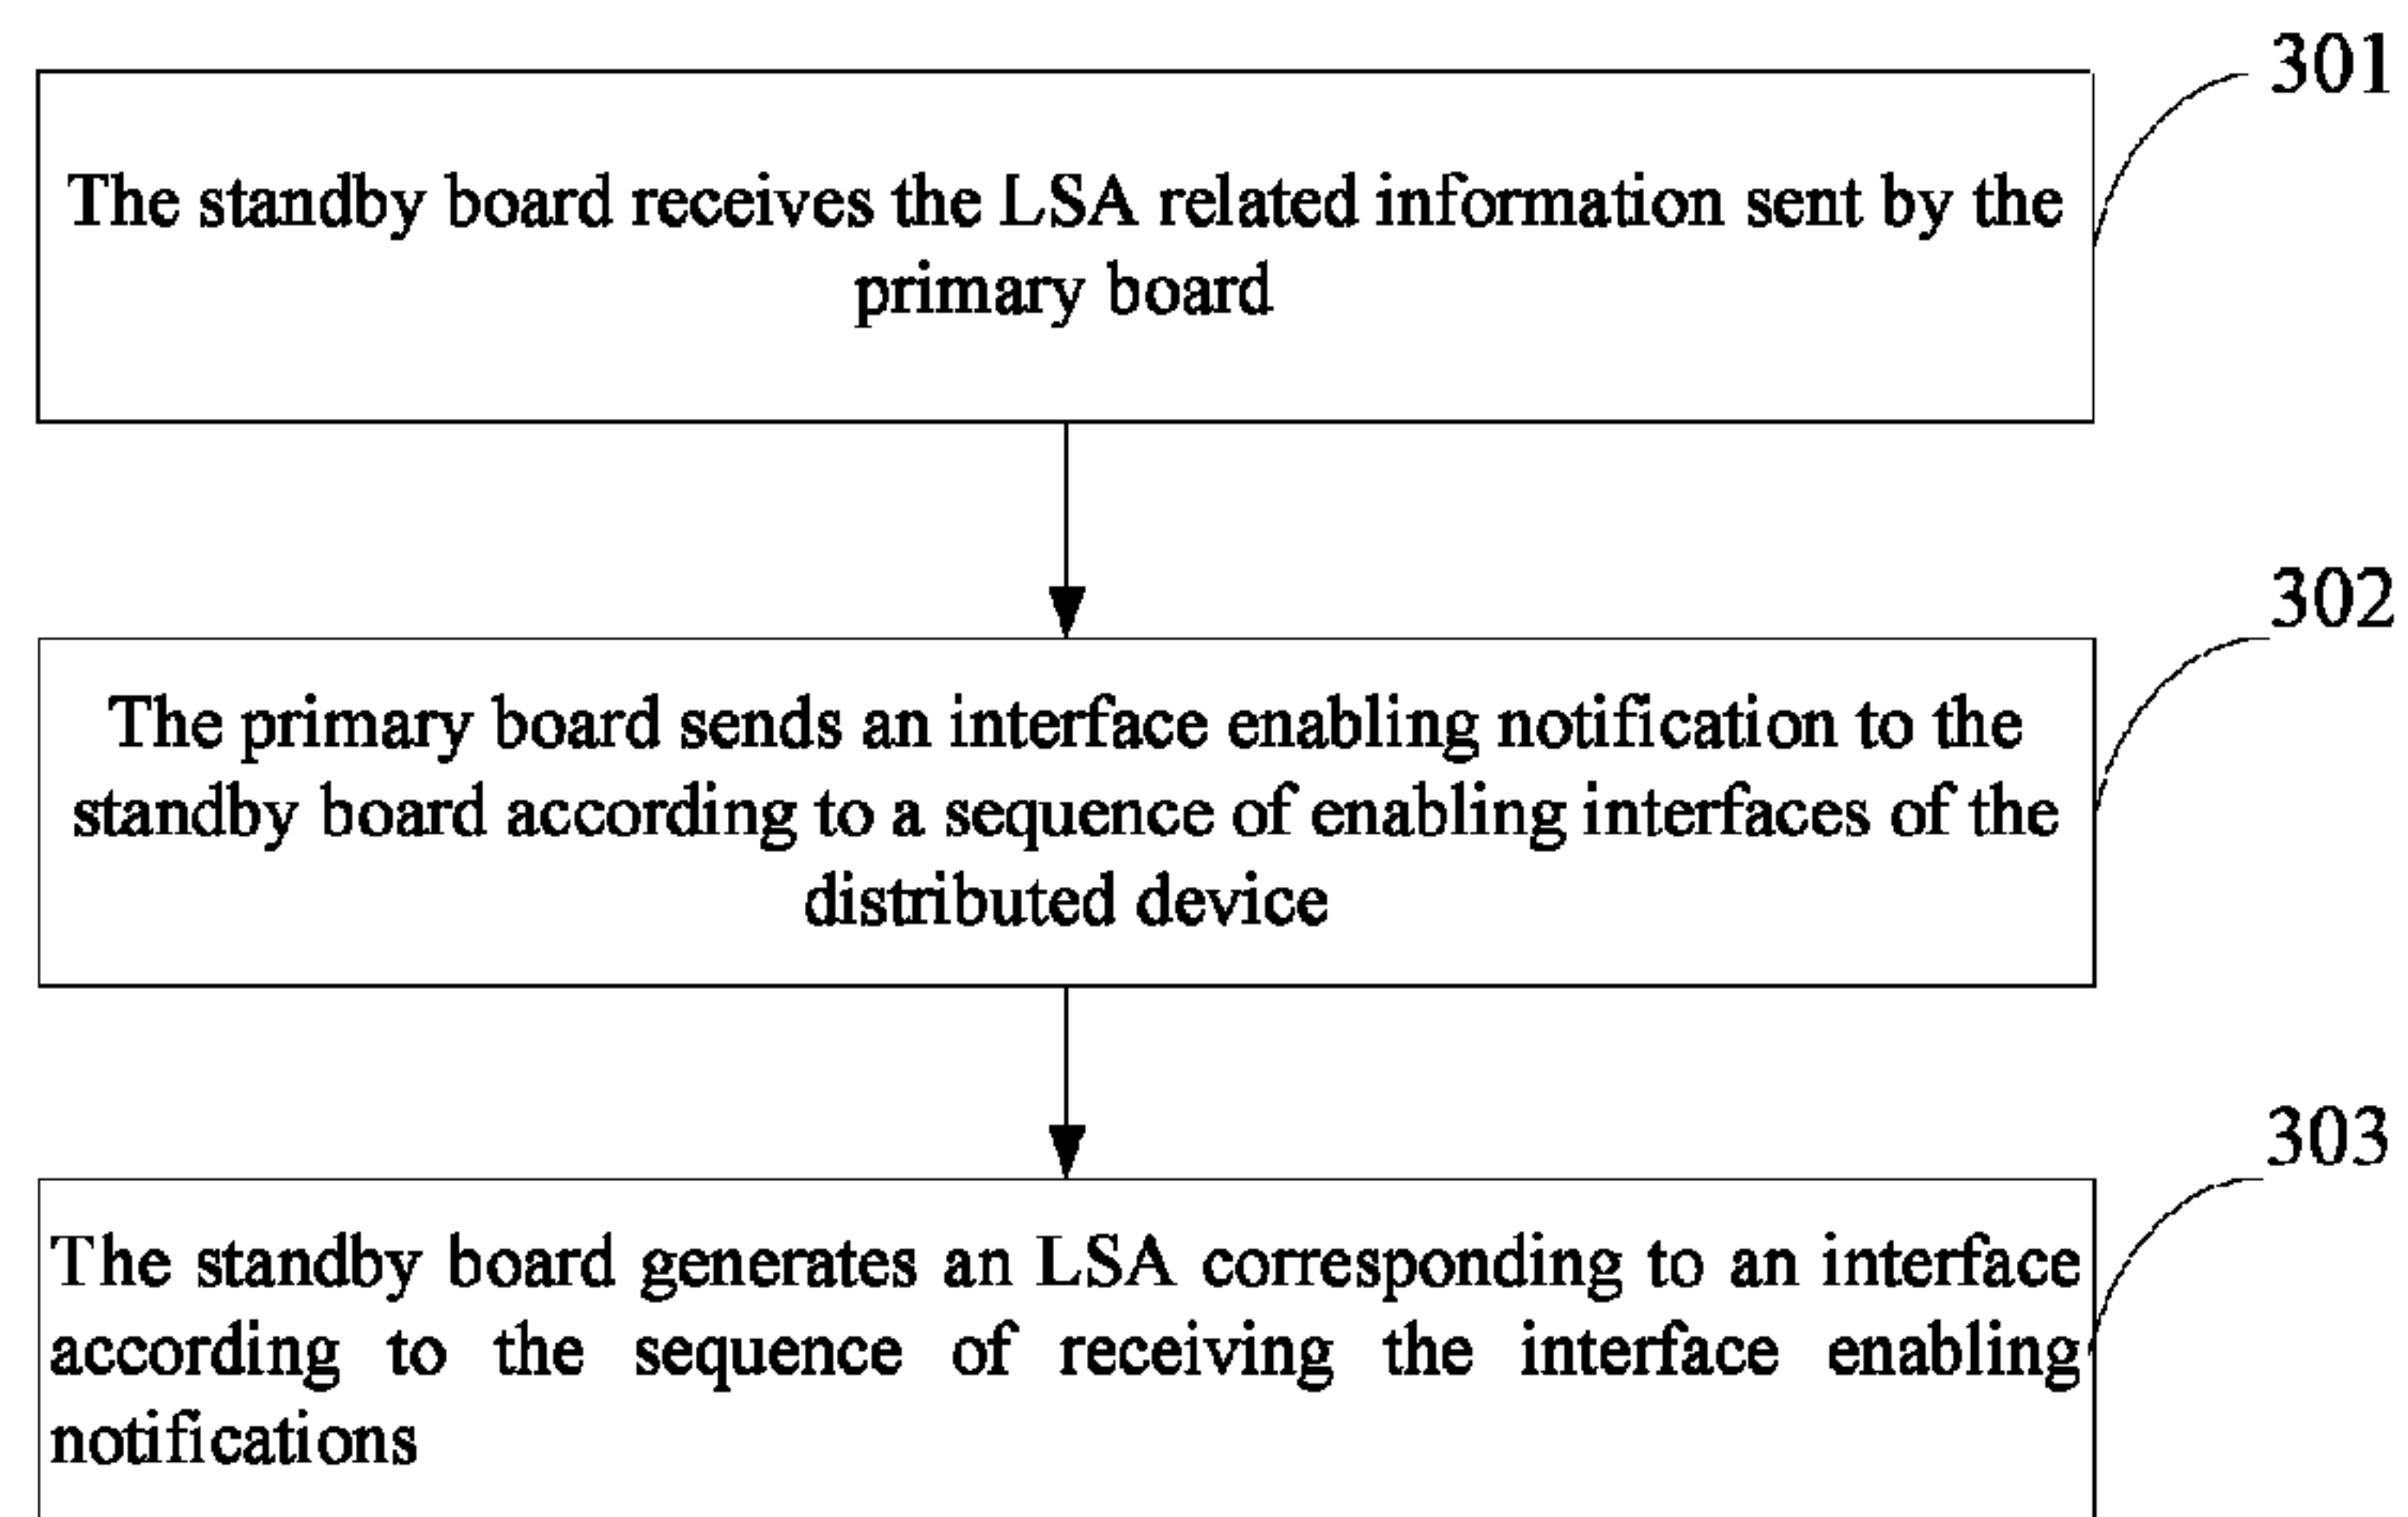 301
The standby board receives the LSA related information sent by the
primary board
302
The primary board sends an interface enabling notification to the
standby board according to a sequence of enabling interfaces of the
distributed device
303
The standby board generates an LSA corresponding to an interface
according to the sequence of receiving the interface enabling
notifications